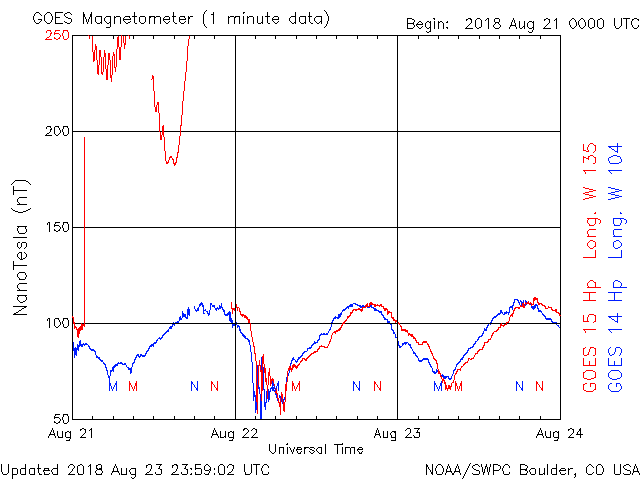 GOES Magnetometer (1 minute data)
Begin: 2018 Aug 21 0000 UTC
250
200
150
100
50
NanoTesla (nT)
M M N N M N N M M N N
Aug 21 Aug 22 Aug 23 Aug 24
Universal Time
GOES 15 Hp Long. W 135
GOES 14 Hp Long. W 104
Updated 2018 Aug 23 23:59:02 UTC
NOAA/SWPC Boulder, CO USA